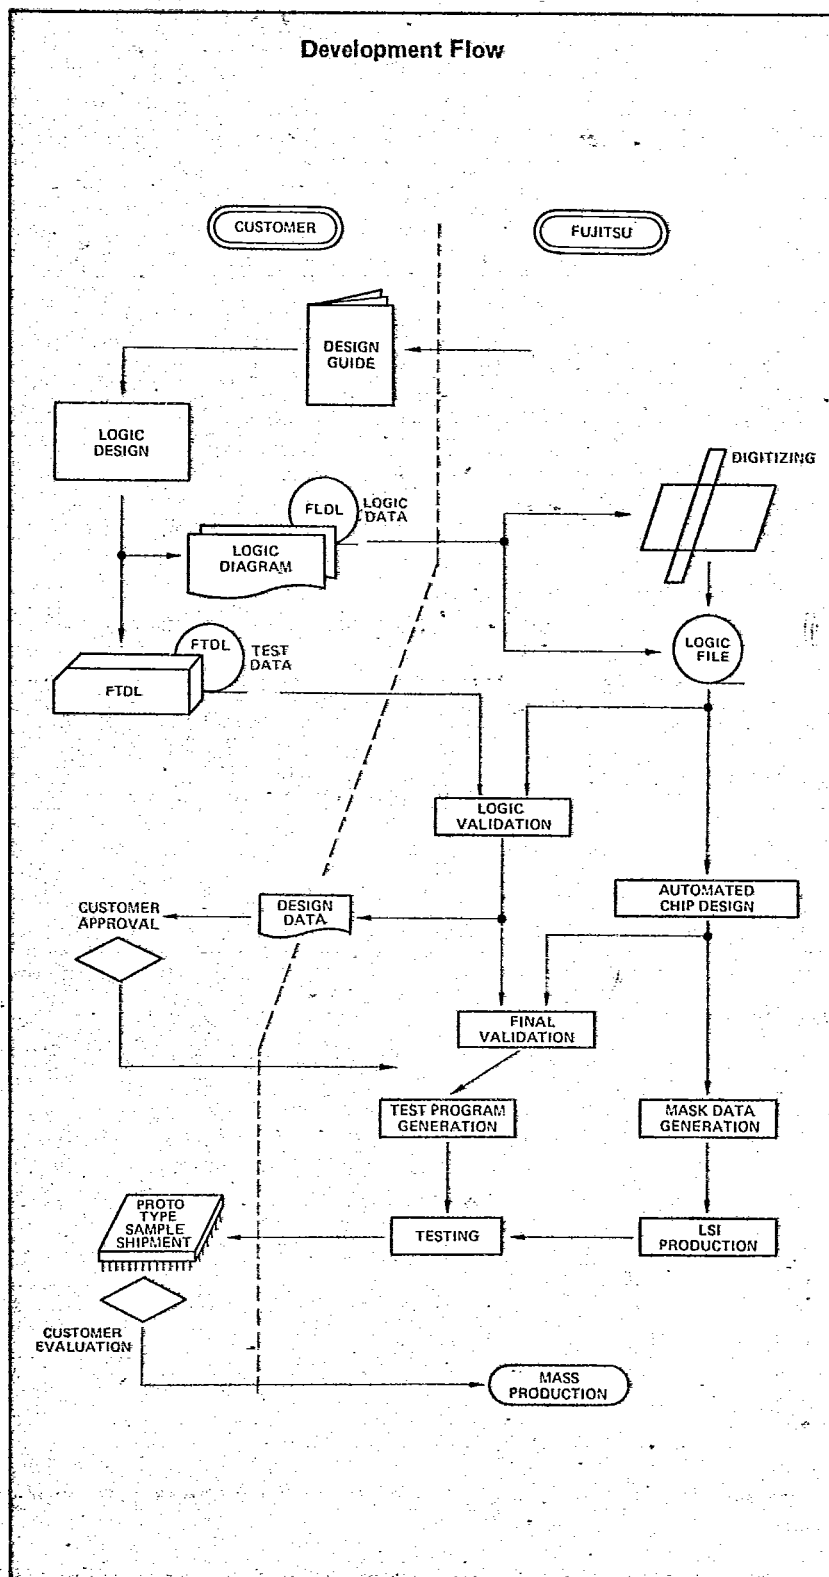 Development Flow
CUSTOMER
FUJITSU
DESIGN
GUIDE
LOGIC
DESIGN
DIGITIZING
FLDL
LOGIC
DATA
LOGIC
DIAGRAM
LOGIC
FILE
FTDL
TEST
DATA
FTDL
LOGIC
VALIDATION
AUTOMATED
CHIP DESIGN
CUSTOMER
APPROVAL
DESIGN
DATA
FINAL
VALIDATION
TEST PROGRAM
GENERATION
MASK DATA
GENERATION
PROTO
TYPE
SAMPLE
SHIPMENT
TESTING
LSI
PRODUCTION
CUSTOMER
EVALUATION
MASS
PRODUCTION